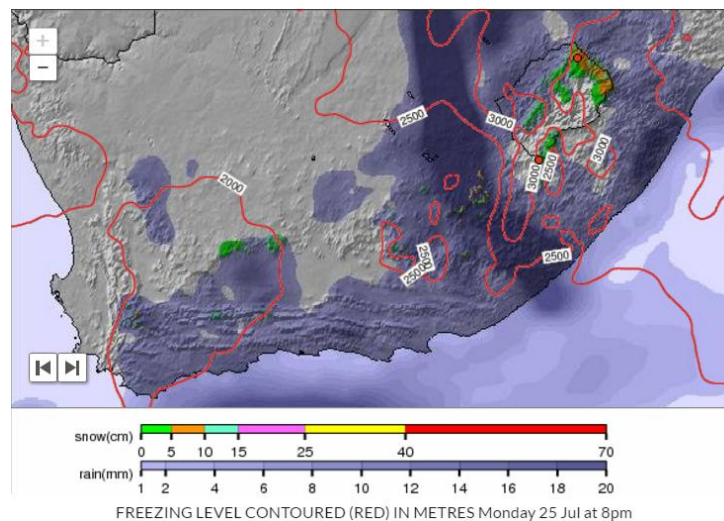 +
−
2500
3000
2500
3000
3000
2000
2500
2500
2500
snow(cm)
0 5 10 15 25 40 70
rain(mm)
1 2 4 6 8 10 12 14 16 18 20
FREEZING LEVEL CONTOURED (RED) IN METRES Monday 25 Jul at 8pm